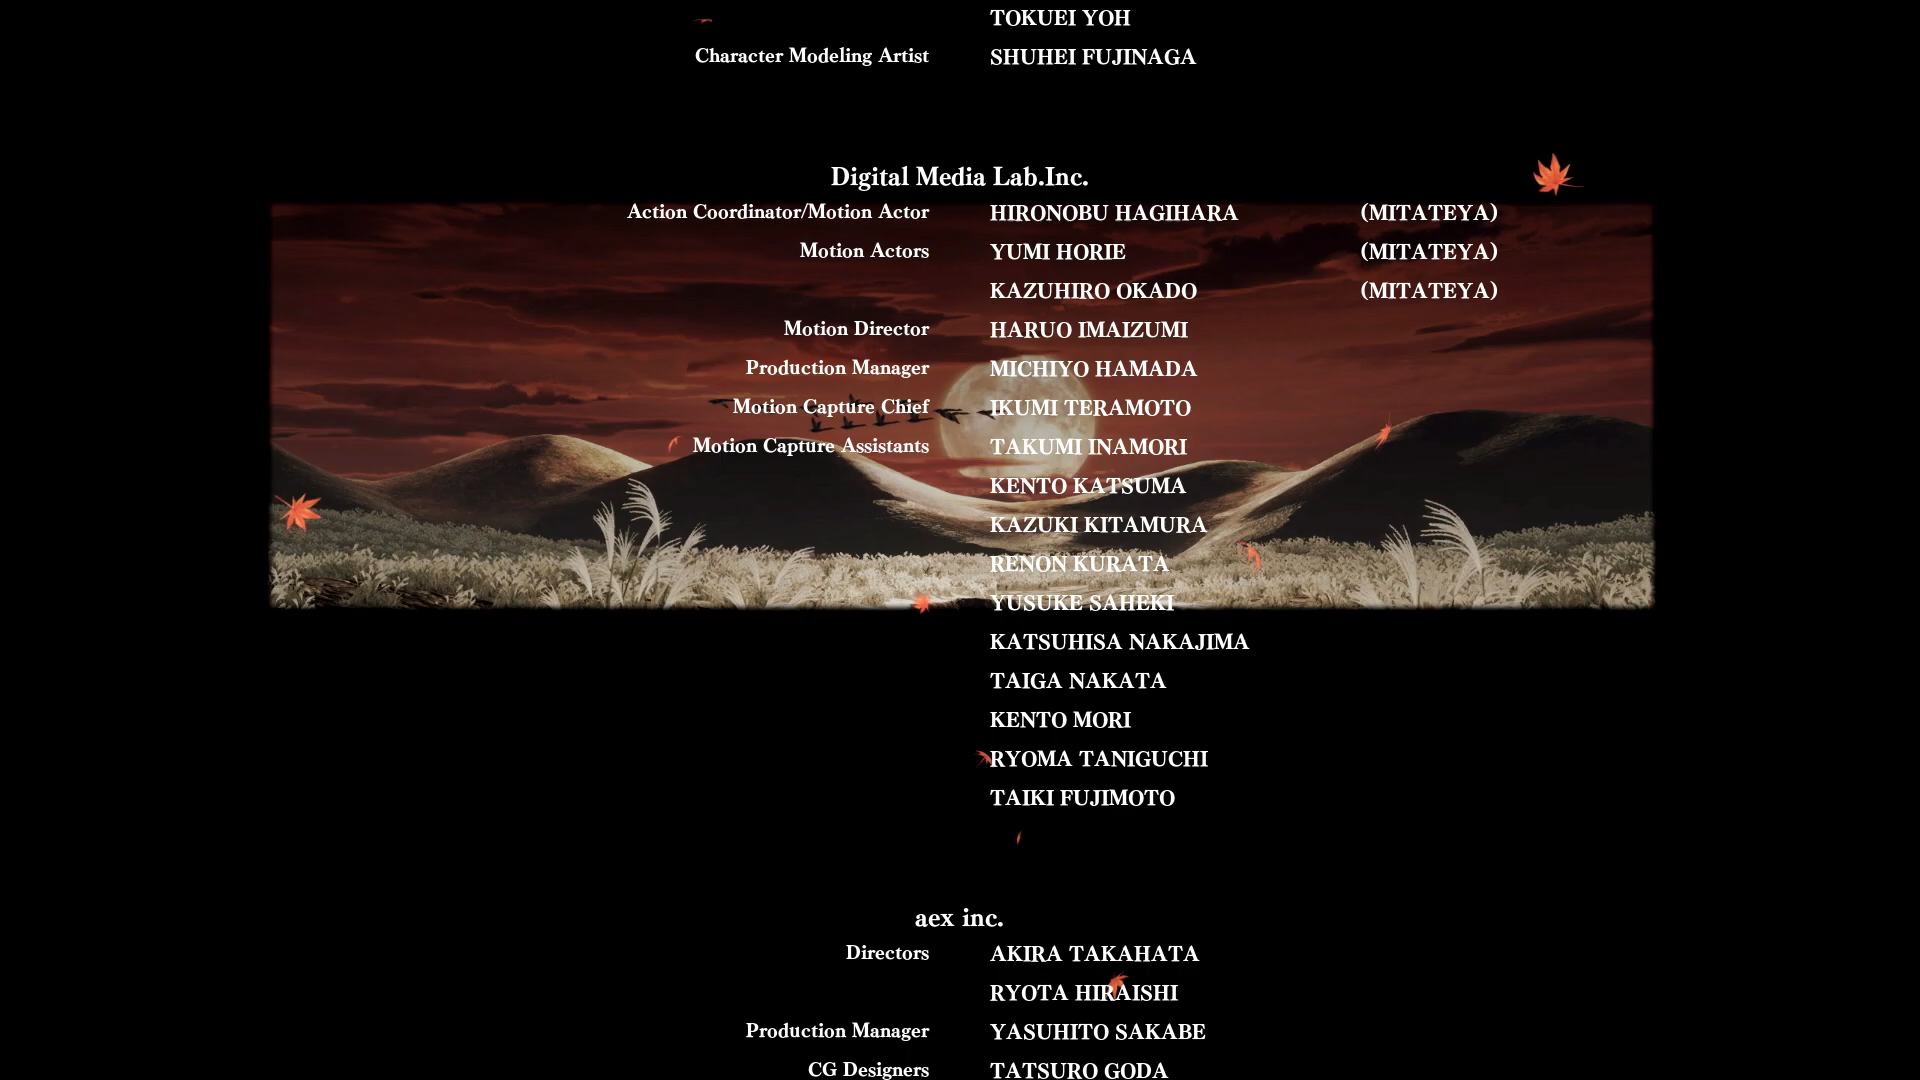 TOKUEI YOH
Character Modeling Artist SHUHEI FUJINAGA
Digital Media Lab.Inc.
Action Coordinator/Motion Actor HIRONOBU HAGIHARA (MITATEYA)
Motion Actors YUMI HORIE (MITATEYA)
KAZUHIRO OKADO (MITATEYA)
Motion Director HARUO IMAIZUMI
Production Manager MICHIYO HAMADA
Motion Capture Chief IKUMI TERAMOTO
Motion Capture Assistants TAKUMI INAMORI
KENTO KATSUMA
KAZUKI KITAMURA
RENON KURATA
YUSUKE SAHEKI
KATSUHISA NAKAJIMA
TAIGA NAKATA
KENTO MORI
RYOMA TANIGUCHI
TAIKI FUJIMOTO
aex inc.
Directors AKIRA TAKAHATA
RYOTA HIRAISHI
Production Manager YASUHITO SAKABE
CG Designers TATSURO GODA